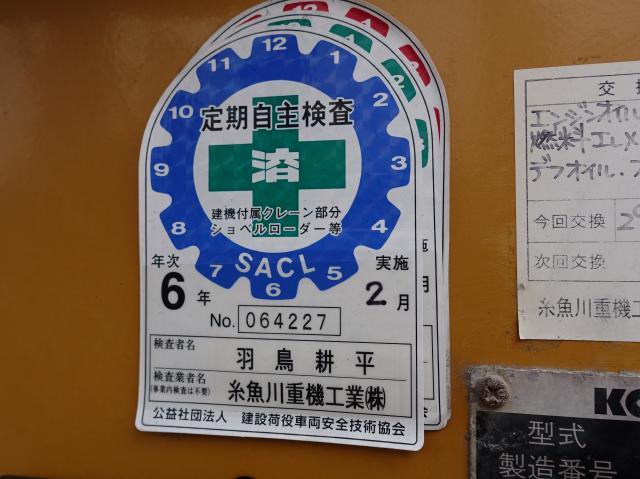 12
1
2
3
4
5
6
7
8
9
10
11
定期自主検査
済
建機付属クレーン部分
ショベルローダー等
SACL
年次
実施
6年
2月
No. 064227
検査者名
羽鳥耕平
検査業者名
(事業内検査は不要)
糸魚川重機工業㈱
公益社団法人 建設荷役車両安全技術協会
施
月
会
交
エンジンオイル
燃料エレメ
デフオイル・
今回交換
次回交換
糸魚川重機工
KO
型式
製造番号